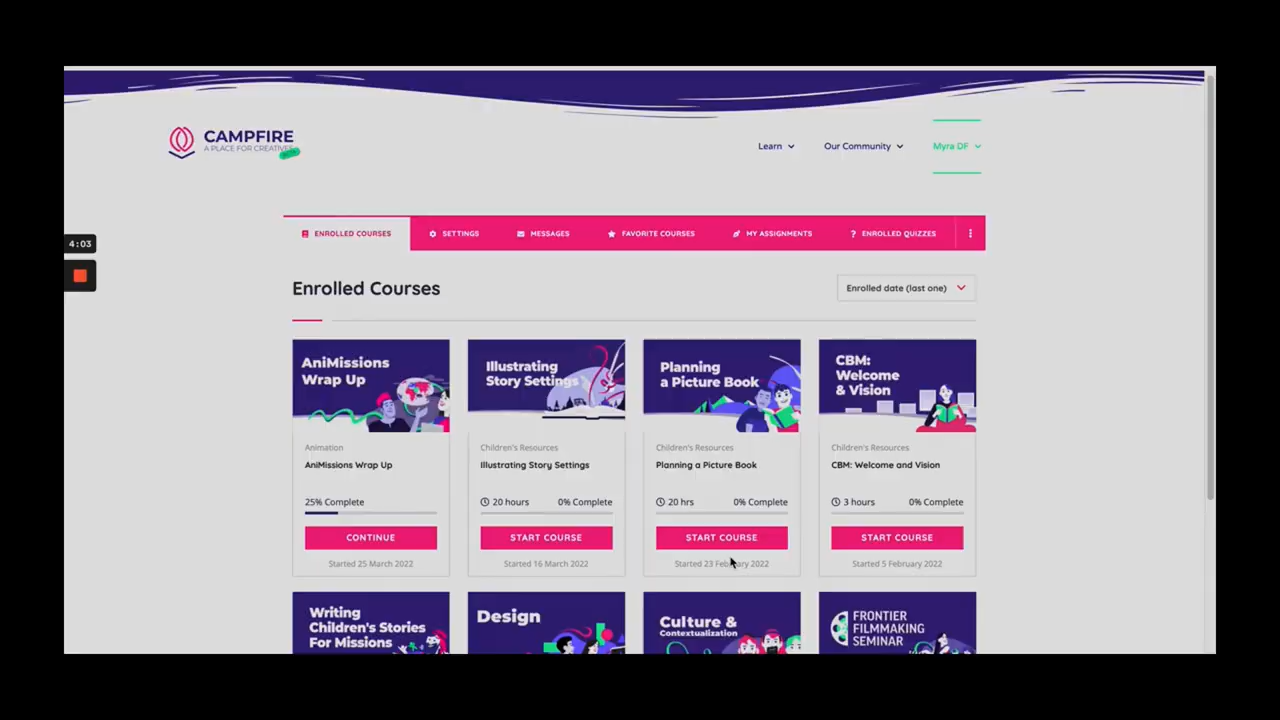 CAMPFIRE
A PLACE FOR CREATIVES
Learn
Our Community
Myra DF
4:03
ENROLLED COURSES
SETTINGS
MESSAGES
FAVORITE COURSES
MY ASSIGNMENTS
ENROLLED QUIZZES
Enrolled Courses
Enrolled date (last one)
AniMissions
Wrap Up
Animation
AniMissions Wrap Up
25% Complete
CONTINUE
Started 25 March 2022
Illustrating
Story Settings
Children's Resources
Illustrating Story Settings
20 hours 0% Complete
START COURSE
Started 16 March 2022
Planning
a Picture Book
Children's Resources
Planning a Picture Book
20 hrs 0% Complete
START COURSE
Started 23 February 2022
CBM:
Welcome
& Vision
Children's Resources
CBM: Welcome and Vision
3 hours 0% Complete
START COURSE
Started 5 February 2022
Writing
Children's Stories
For Missions
Design
Culture &
Contextualization
FRONTIER
FILMMAKING
SEMINAR